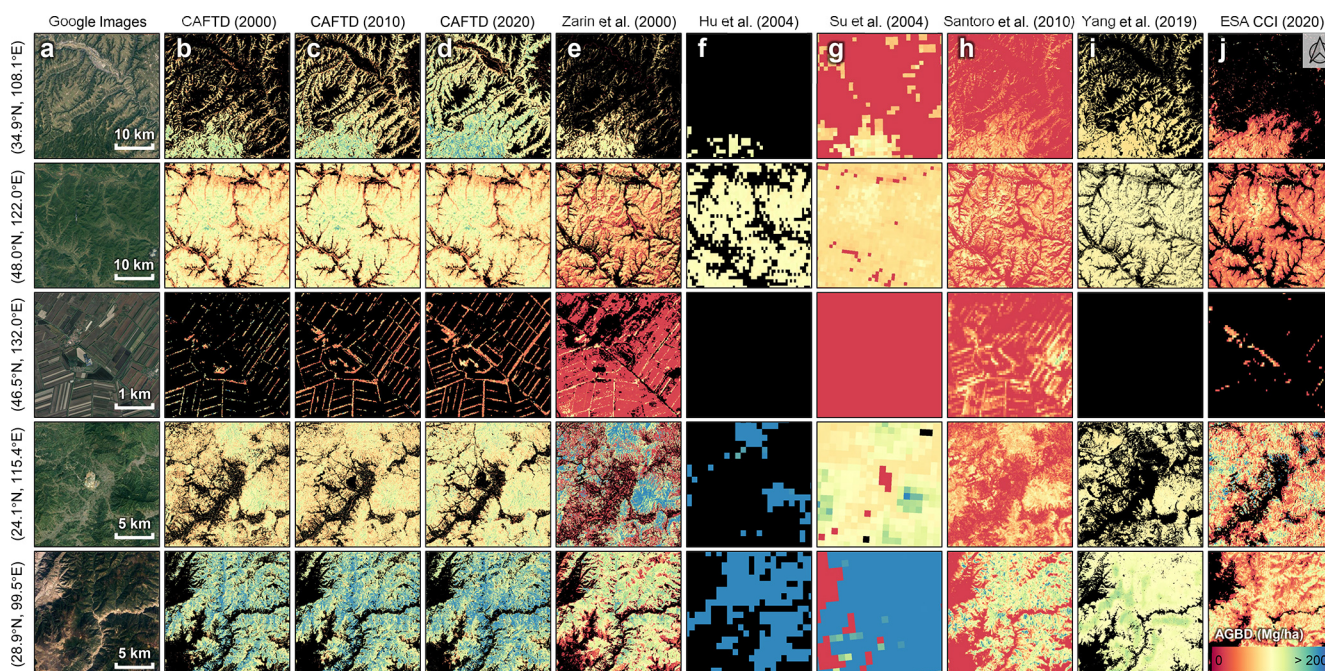 Google Images CAFTD (2000) CAFTD (2010) CAFTD (2020) Zarin et al. (2000) Hu et al. (2004) Su et al. (2004) Santoro et al. (2010) Yang et al. (2019) ESA CCI (2020)
a b c d e f g h i j
(34.9°N, 108.1°E)
10 km
(48.0°N, 122.0°E)
10 km
(46.5°N, 132.0°E)
1 km
(24.1°N, 115.4°E)
5 km
(28.9°N, 99.5°E)
5 km
AGBD (Mg/ha)
0 > 200